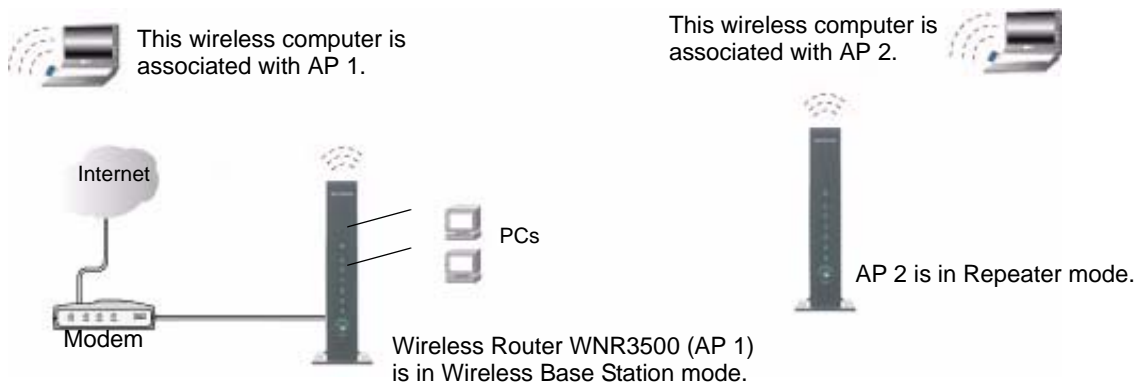 This wireless computer is
associated with AP 1.
This wireless computer is
associated with AP 2.
Internet
PCs
AP 2 is in Repeater mode.
Modem
Wireless Router WNR3500 (AP 1)
is in Wireless Base Station mode.